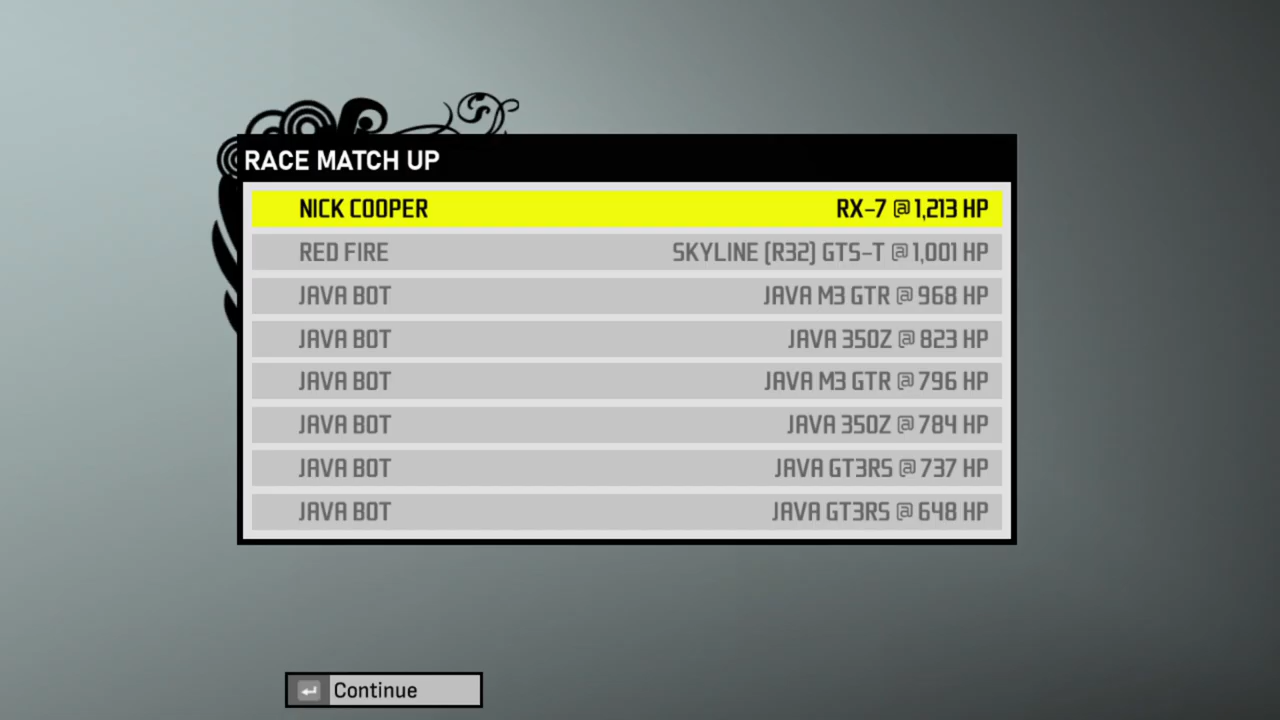 RACE MATCH UP
NICK COOPER RX-7 @ 1,213 HP
RED FIRE SKYLINE (R32) GTS-T @ 1,001 HP
JAVA BOT JAVA M3 GTR @ 968 HP
JAVA BOT JAVA 350Z @ 823 HP
JAVA BOT JAVA M3 GTR @ 796 HP
JAVA BOT JAVA 350Z @ 784 HP
JAVA BOT JAVA GT3RS @ 737 HP
JAVA BOT JAVA GT3RS @ 648 HP
Continue